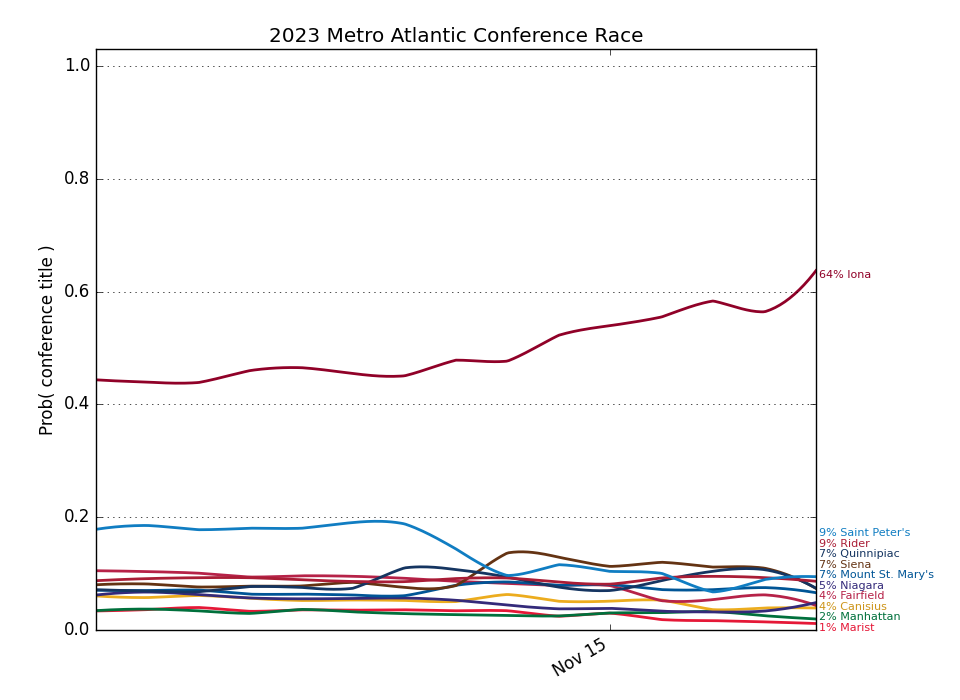 2023 Metro Atlantic Conference Race
Prob( conference title )
1.0
0.8
0.6
0.4
0.2
0.0
Nov 15
64% Iona
9% Saint Peter's
9% Rider
7% Quinnipiac
7% Siena
7% Mount St. Mary's
5% Niagara
4% Fairfield
4% Canisius
2% Manhattan
1% Marist